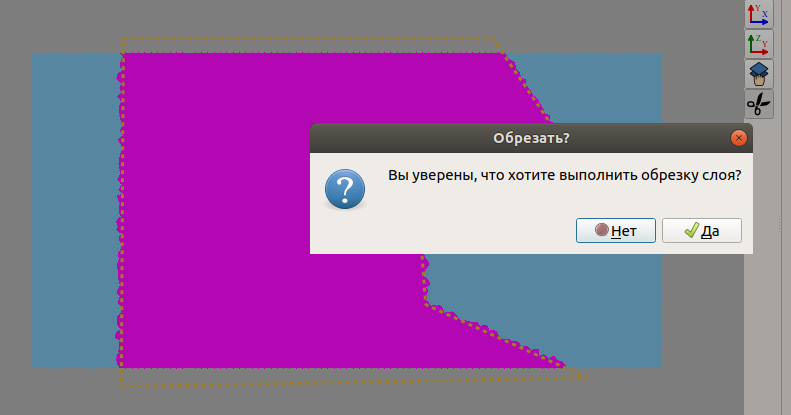 Y
X
Z
Y
Обрезать?
Вы уверены, что хотите выполнить обрезку слоя?
Нет
Да